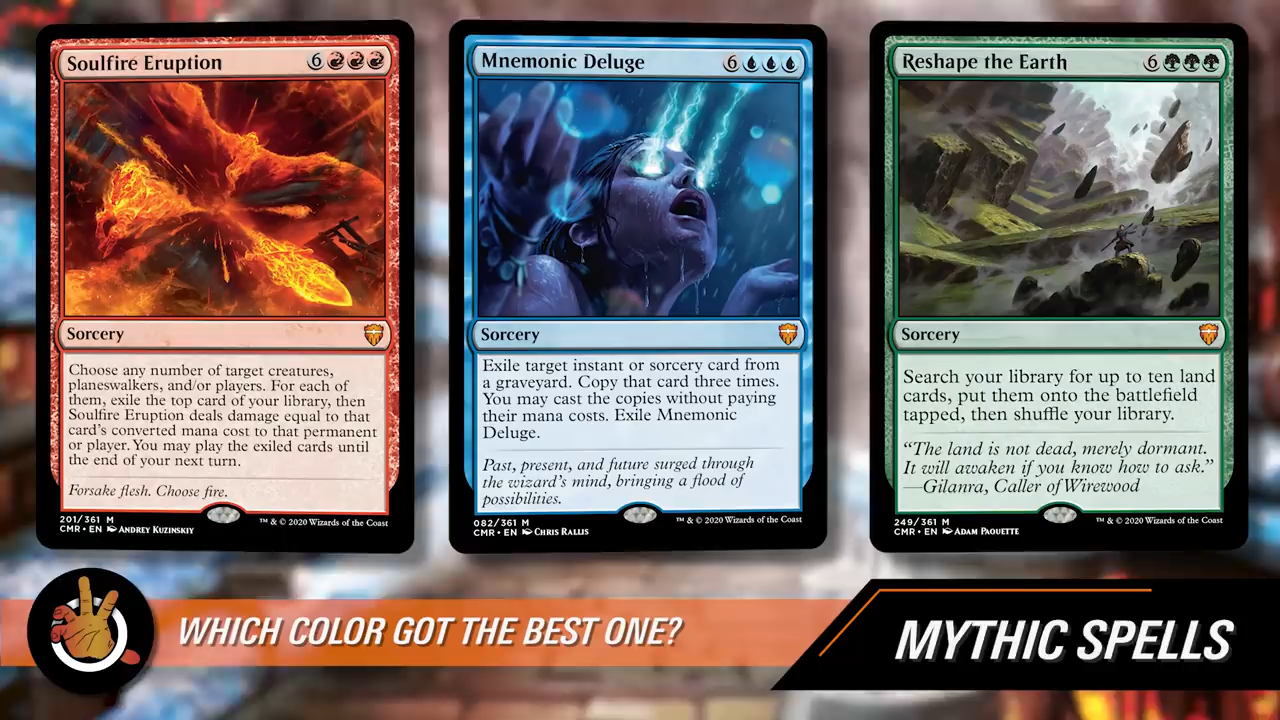 Soulfire Eruption 6
Sorcery
Choose any number of target creatures,
planeswalkers, and/or players. For each of
them, exile the top card of your library, then
Soulfire Eruption deals damage equal to that
card's converted mana cost to that permanent
or player. You may play the exiled cards until
the end of your next turn.
Forsake flesh. Choose fire.
201/361 M
CMR • EN Andrey Kuzinskiy
™ & © 2020 Wizards of the Coast
Mnemonic Deluge 6
Sorcery
Exile target instant or sorcery card from
a graveyard. Copy that card three times.
You may cast the copies without paying
their mana costs. Exile Mnemonic
Deluge.
Past, present, and future surged through
the wizard's mind, bringing a flood of
possibilities.
082/361 M
CMR • EN Chris Rallis
™ & © 2020 Wizards of the Coast
Reshape the Earth 6
Sorcery
Search your library for up to ten land
cards, put them onto the battlefield
tapped, then shuffle your library.
“The land is not dead, merely dormant.
It will awaken if you know how to ask.”
—Gilanra, Caller of Wirewood
249/361 M
CMR • EN Adam Paquette
™ & © 2020 Wizards of the Coast
WHICH COLOR GOT THE BEST ONE?
MYTHIC SPELLS